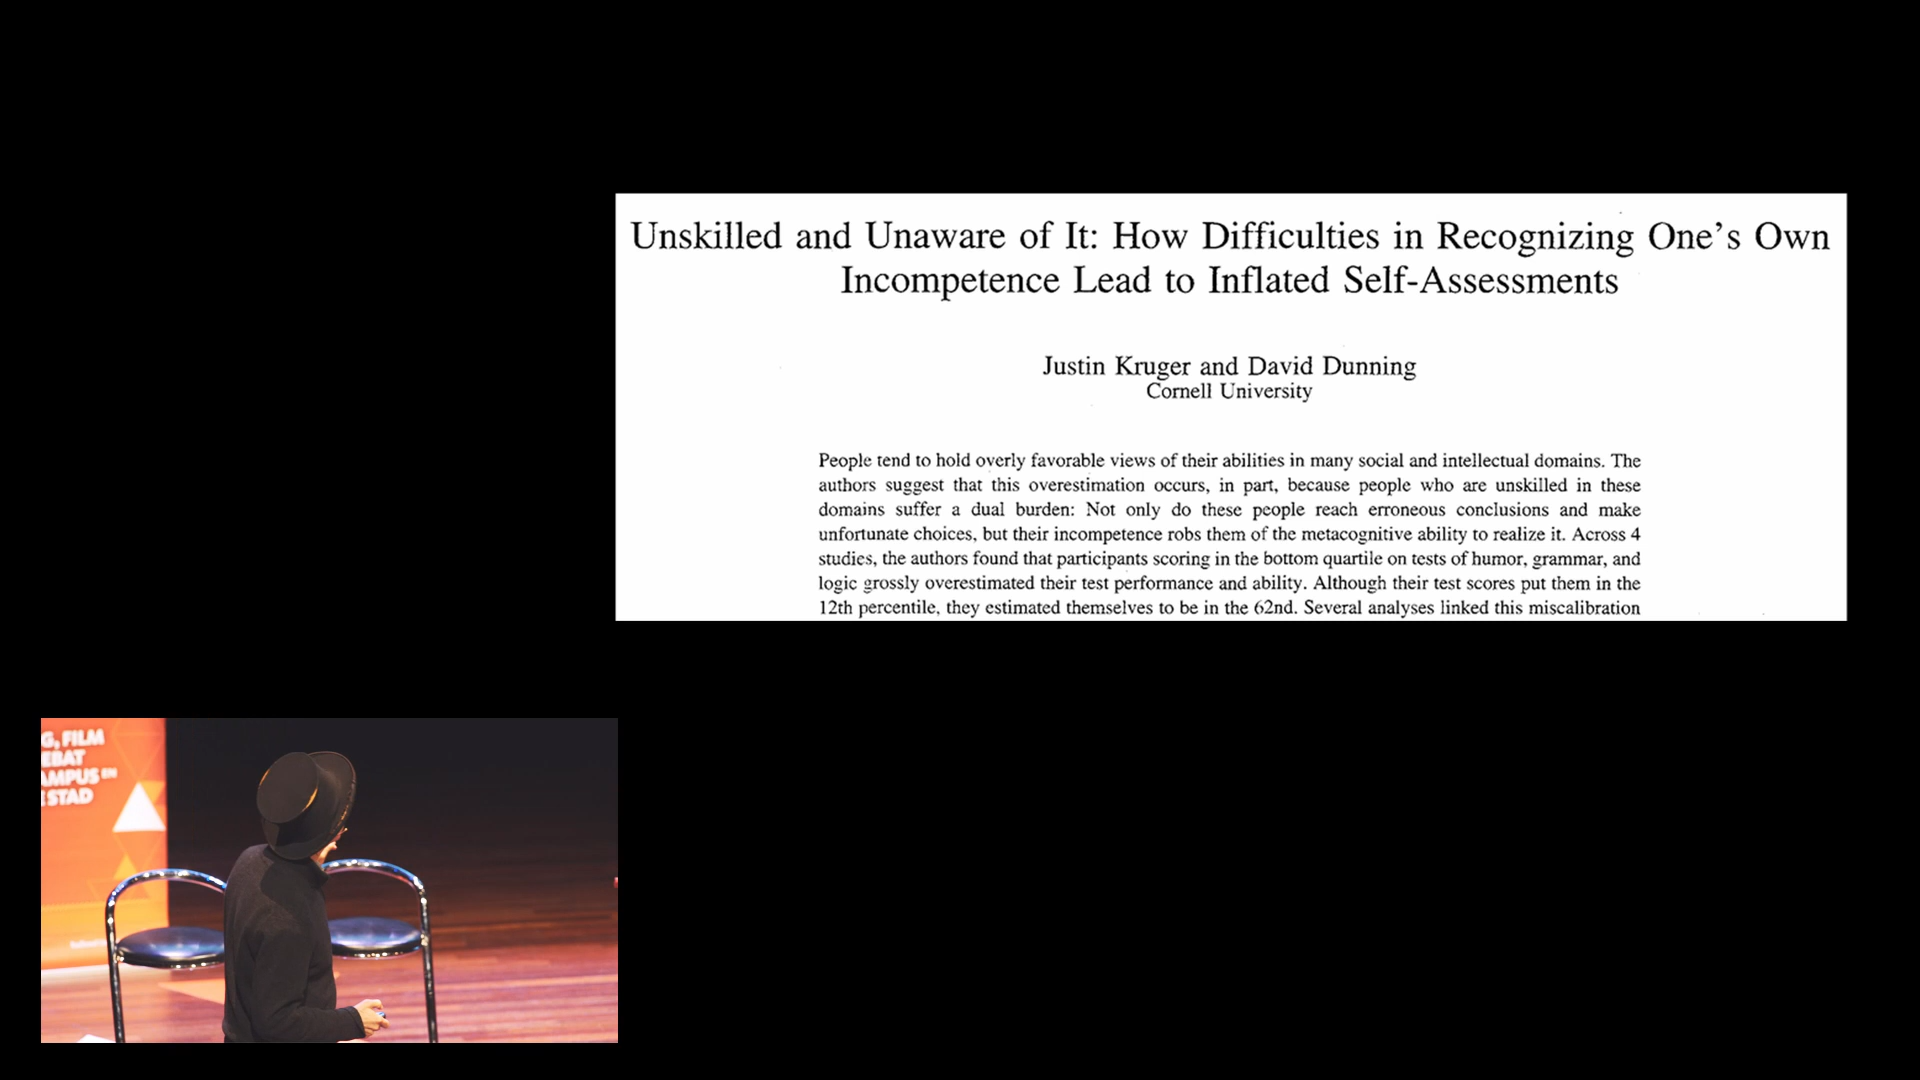 Unskilled and Unaware of It: How Difficulties in Recognizing One's Own
Incompetence Lead to Inflated Self-Assessments
Justin Kruger and David Dunning
Cornell University
People tend to hold overly favorable views of their abilities in many social and intellectual domains. The
authors suggest that this overestimation occurs, in part, because people who are unskilled in these
domains suffer a dual burden: Not only do these people reach erroneous conclusions and make
unfortunate choices, but their incompetence robs them of the metacognitive ability to realize it. Across 4
studies, the authors found that participants scoring in the bottom quartile on tests of humor, grammar, and
logic grossly overestimated their test performance and ability. Although their test scores put them in the
12th percentile, they estimated themselves to be in the 62nd. Several analyses linked this miscalibration
G, FILM
EBAT
AMPUS EN
STAD